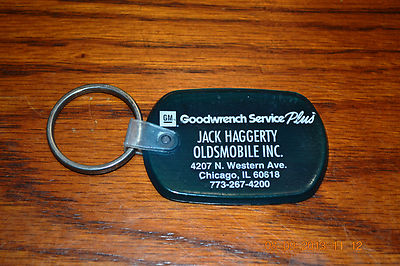 GM Goodwrench Service Plus
JACK HAGGERTY
OLDSMOBILE INC.
4207 N. Western Ave.
Chicago, IL 60618
773-267-4200